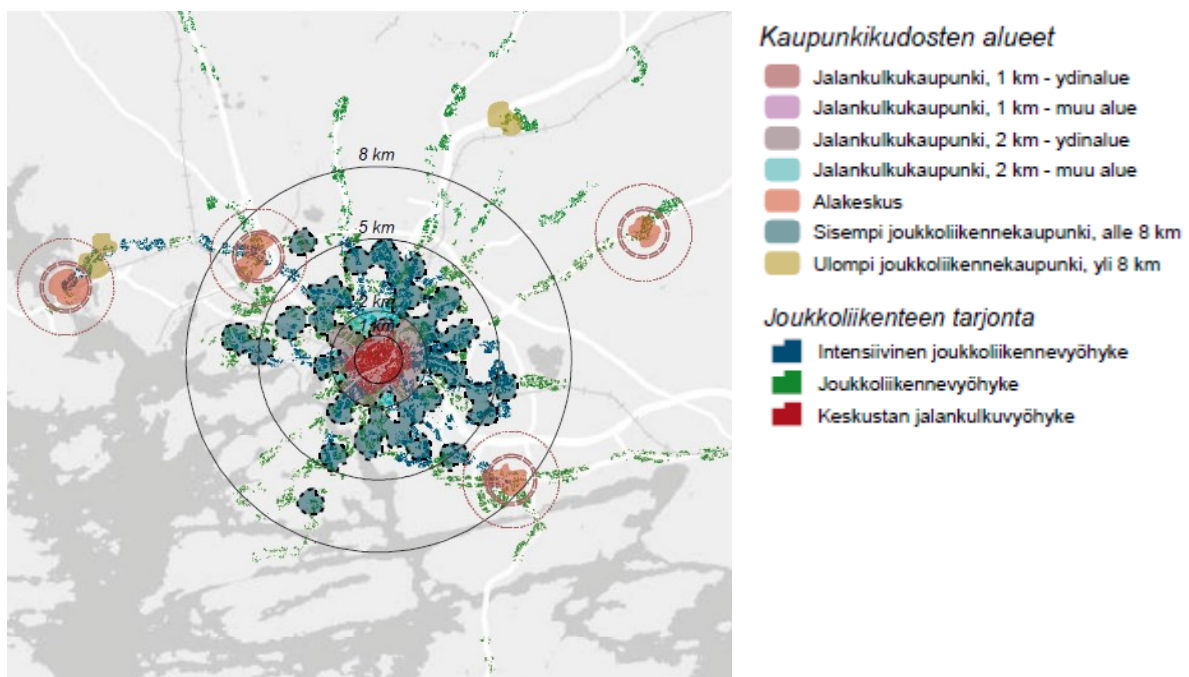 8 km
5 km
2 km
km
Kaupunkikudosten alueet
Jalankulkukaupunki, 1 km - ydinalue
Jalankulkukaupunki, 1 km - muu alue
Jalankulkukaupunki, 2 km - ydinalue
Jalankulkukaupunki, 2 km - muu alue
Alakeskus
Sisempi joukkoliikennekaupunki, alle 8 km
Ulompi joukkoliikennekaupunki, yli 8 km
Joukkoliikenteen tarjonta
Intensiivinen joukkoliikennevyöhyke
Joukkoliikennevyöhyke
Keskustan jalankulkuvyöhyke